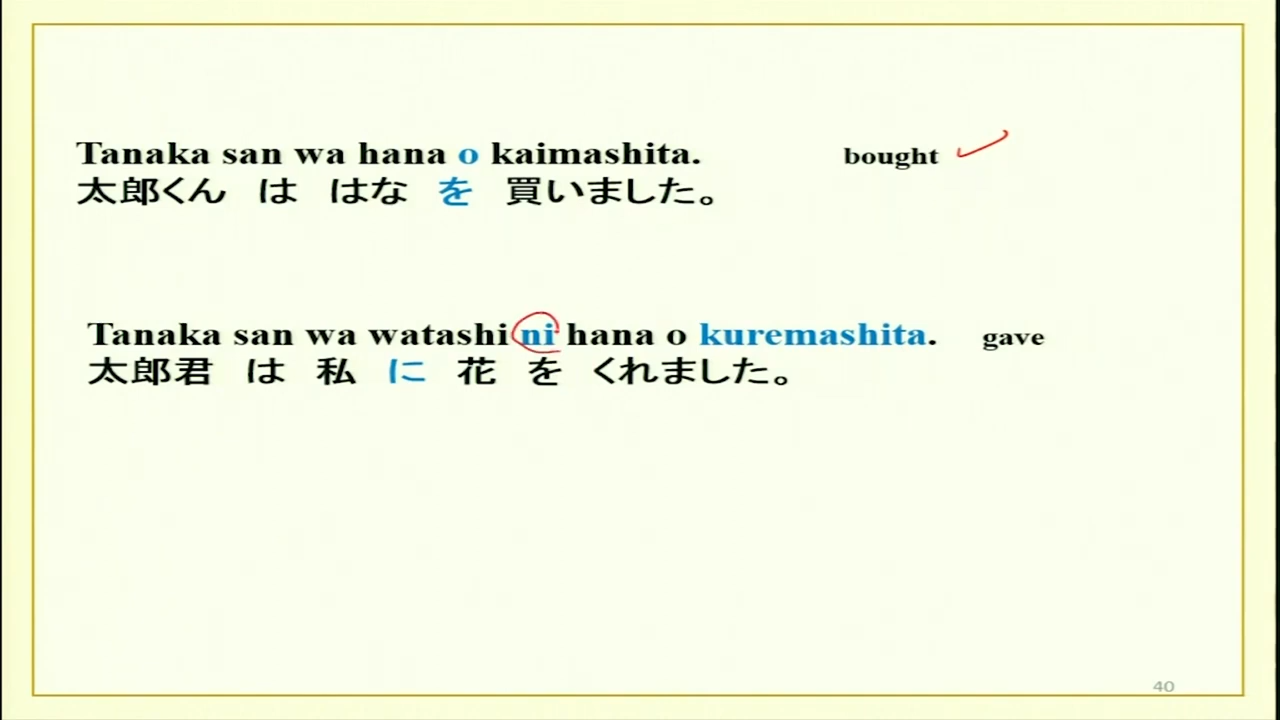 Tanaka san wa hana o kaimashita. bought
太郎くん は はな を 買いました。
Tanaka san wa watashi ni hana o kuremashita. gave
太郎君 は 私 に 花 を くれました。
40